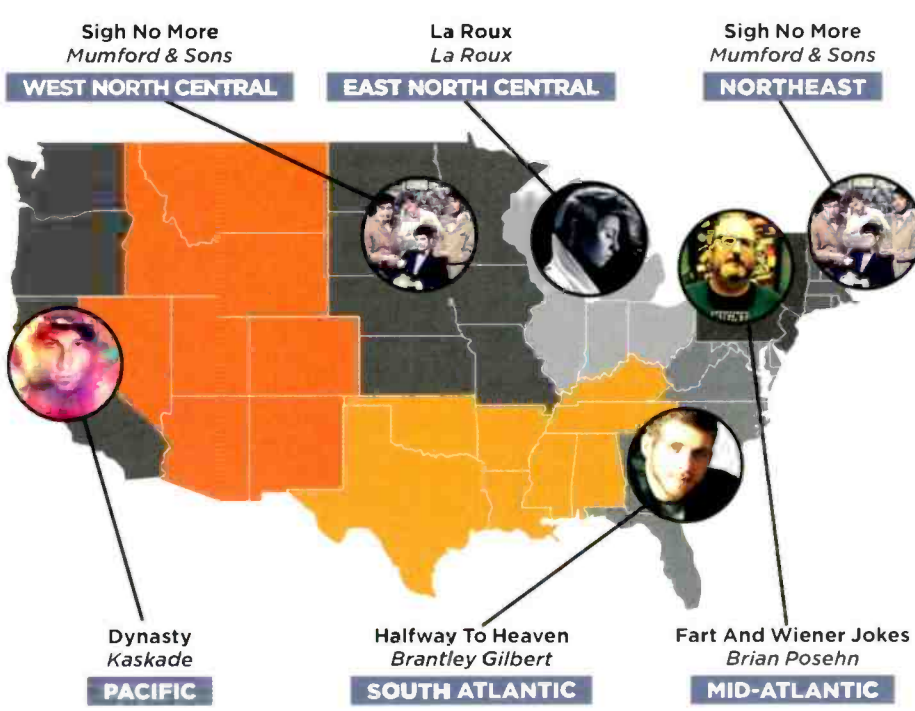 Sigh No More
Mumford & Sons
WEST NORTH CENTRAL
La Roux
La Roux
EAST NORTH CENTRAL
Sigh No More
Mumford & Sons
NORTHEAST
Dynasty
Kaskade
PACIFIC
Halfway To Heaven
Brantley Gilbert
SOUTH ATLANTIC
Fart And Wiener Jokes
Brian Posehn
MID-ATLANTIC